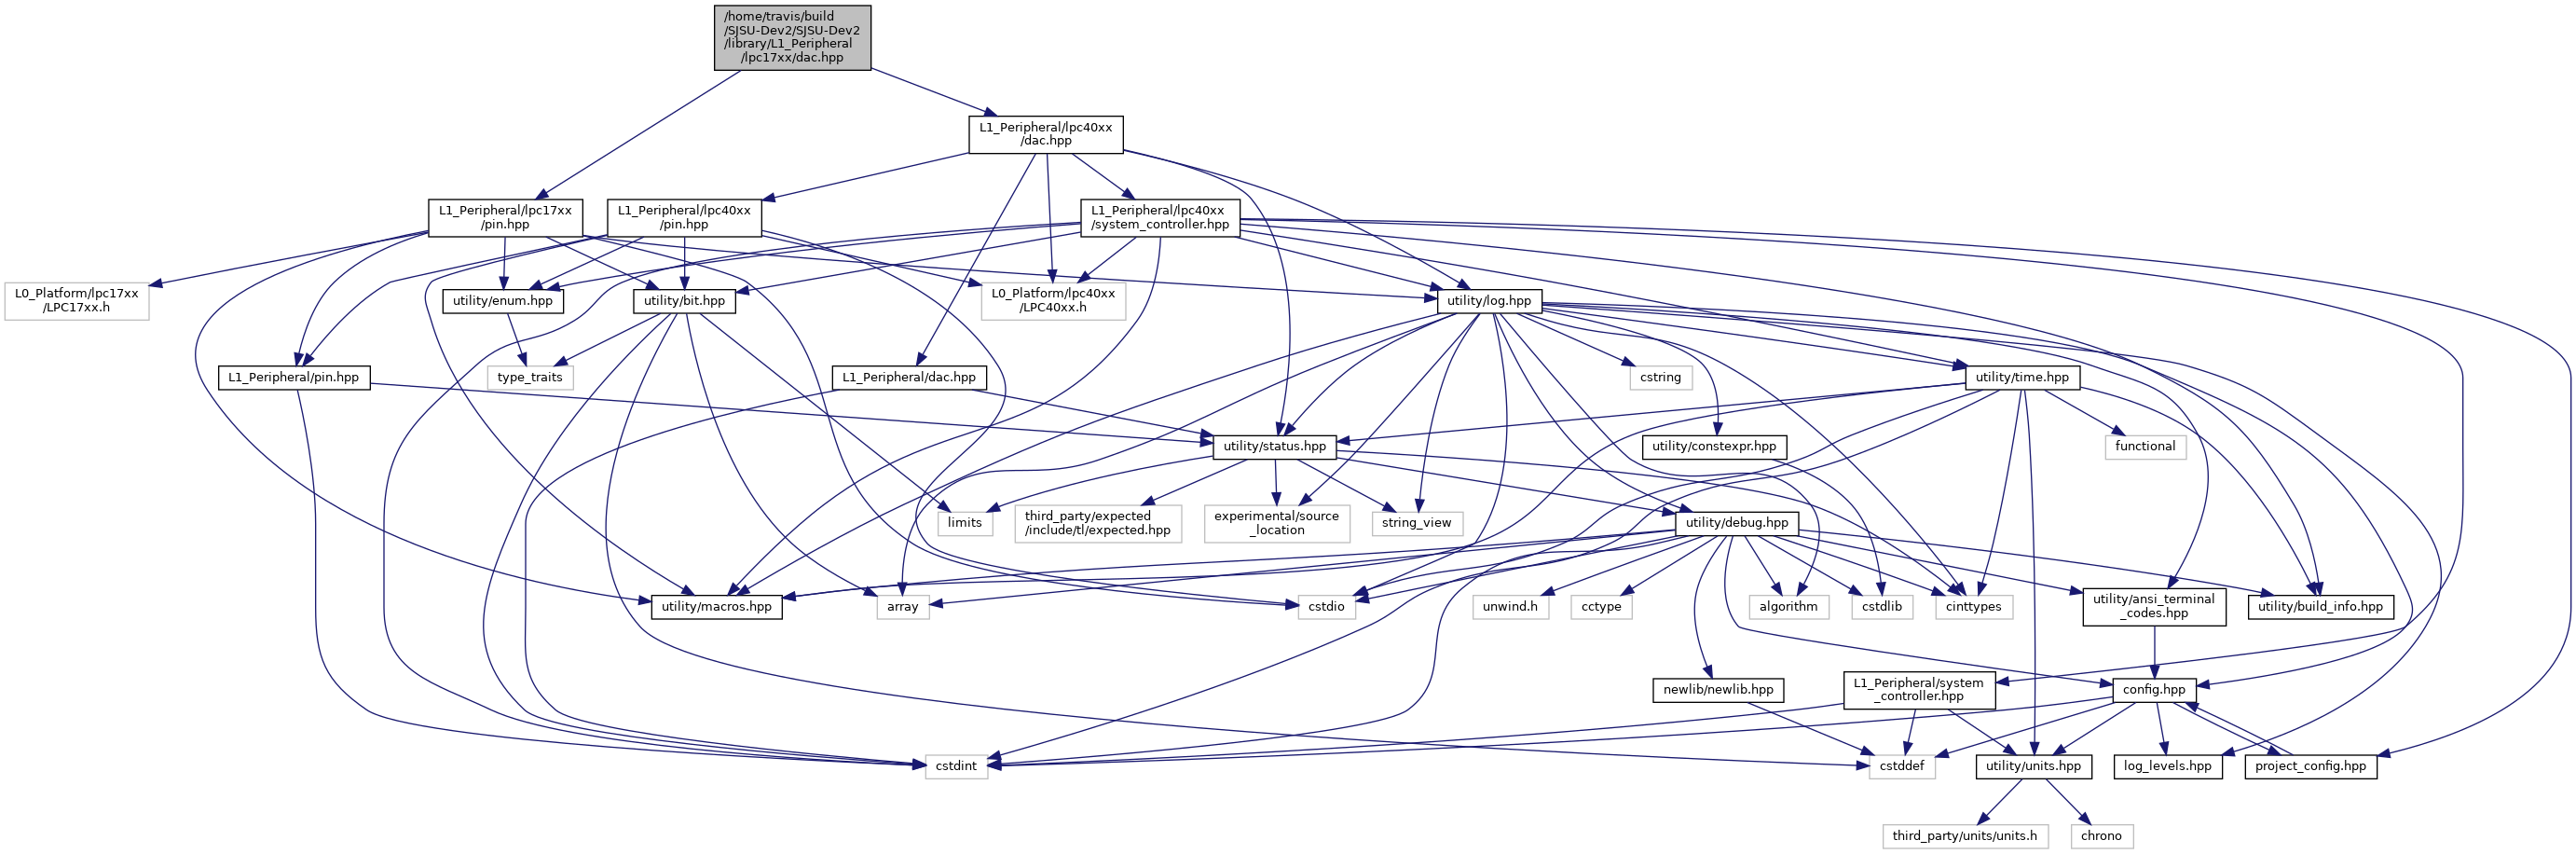 /home/travis/build
/SJSU-Dev2/SJSU-Dev2
/library/L1_Peripheral
/lpc17xx/dac.hpp
L1_Peripheral/lpc40xx
/dac.hpp
L1_Peripheral/lpc17xx
/pin.hpp
L1_Peripheral/lpc40xx
/pin.hpp
L1_Peripheral/lpc40xx
/system_controller.hpp
L0_Platform/lpc17xx
/LPC17xx.h
utility/enum.hpp
utility/bit.hpp
L0_Platform/lpc40xx
/LPC40xx.h
utility/log.hpp
L1_Peripheral/pin.hpp
type_traits
L1_Peripheral/dac.hpp
cstring
utility/time.hpp
utility/status.hpp
utility/constexpr.hpp
functional
limits
third_party/expected
/include/tl/expected.hpp
experimental/source
_location
string_view
utility/debug.hpp
utility/macros.hpp
array
cstdio
unwind.h
cctype
algorithm
cstdlib
cinttypes
utility/ansi_terminal
_codes.hpp
utility/build_info.hpp
newlib/newlib.hpp
L1_Peripheral/system
_controller.hpp
config.hpp
cstdint
cstddef
utility/units.hpp
log_levels.hpp
project_config.hpp
third_party/units/units.h
chrono